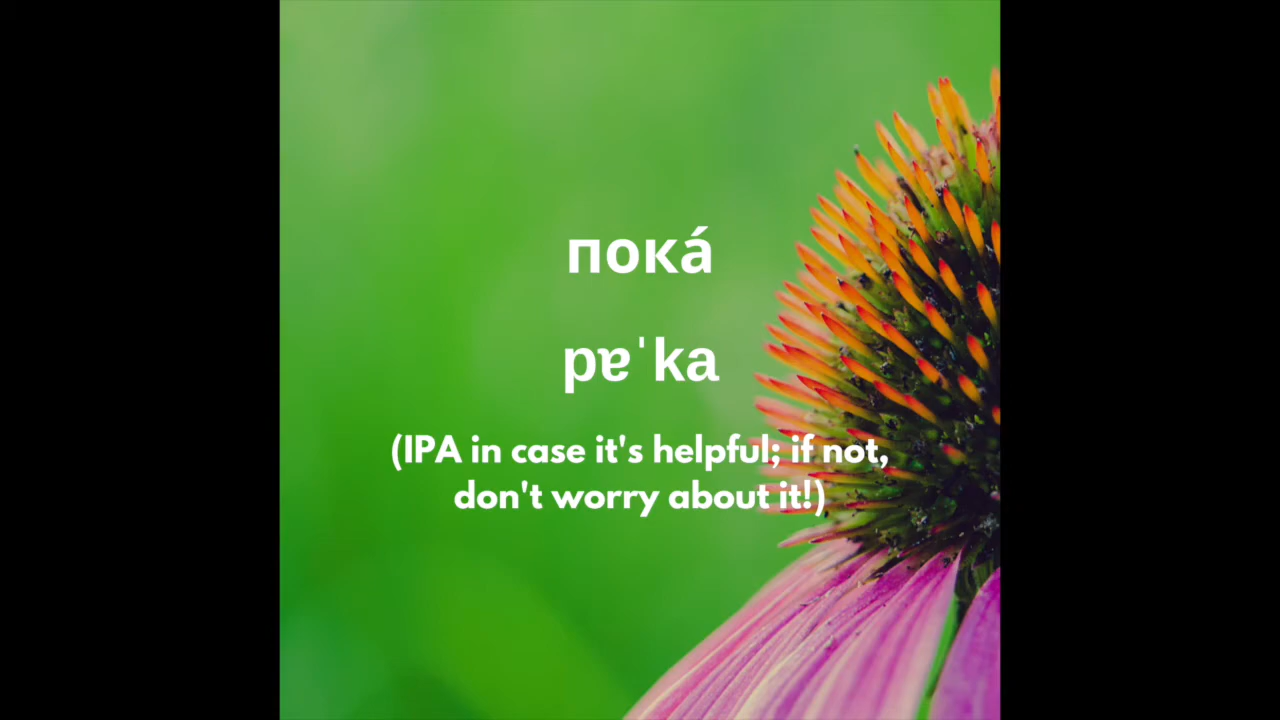 пока́
pɐˈka
(IPA in case it's helpful; if not,
don't worry about it!)